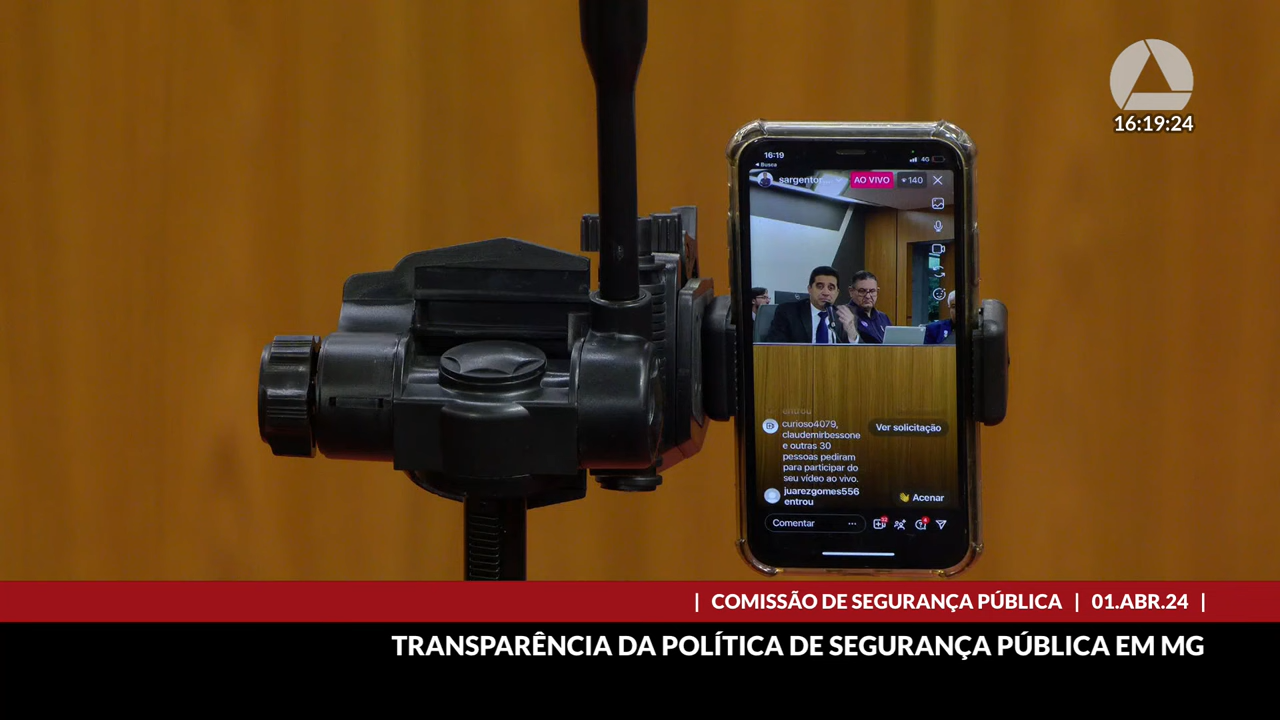 16:19:24
16:19
4G
Busca
sargentor...
AO VIVO
140
entrou
curioso4079,
claudemirbessone
e outras 30
pessoas pediram
para participar do
seu vídeo ao vivo.
Ver solicitação
juarezgomes556
entrou
Acenar
Comentar
| COMISSÃO DE SEGURANÇA PÚBLICA | 01.ABR.24 |
TRANSPARÊNCIA DA POLÍTICA DE SEGURANÇA PÚBLICA EM MG